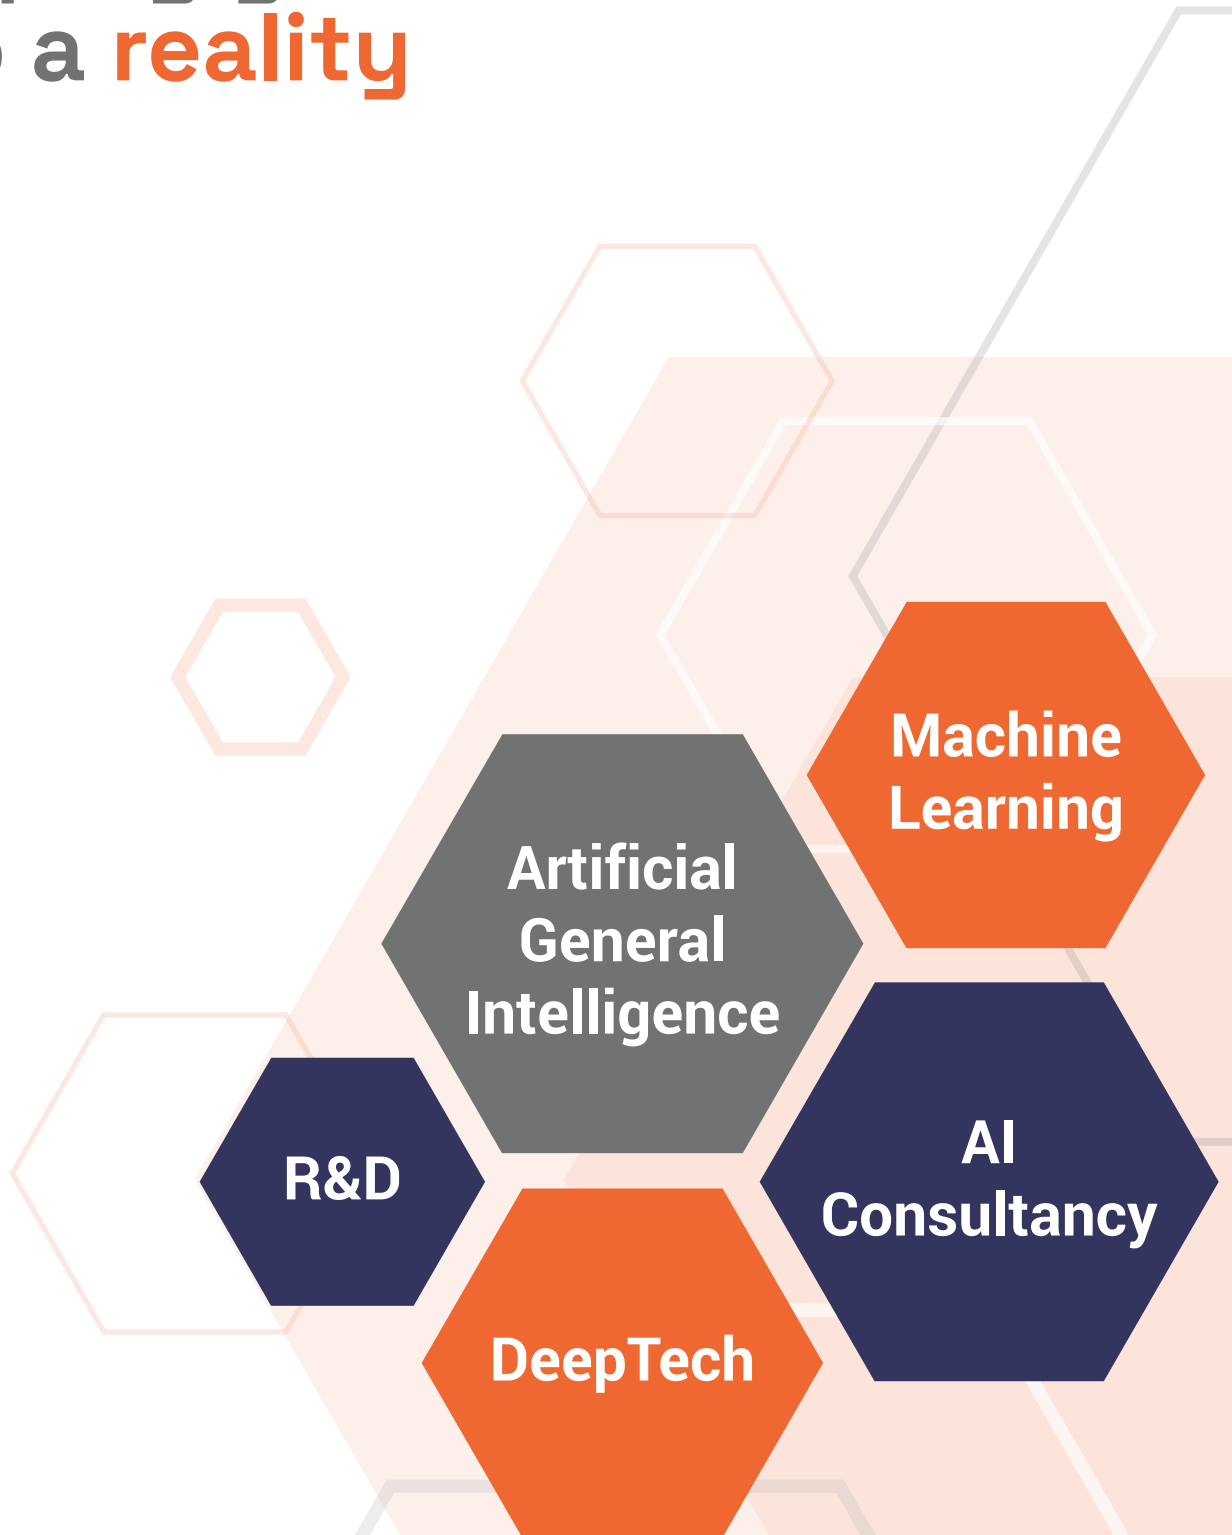 a reality
Machine
Learning
Artificial
General
Intelligence
AI
Consultancy
R&D
DeepTech